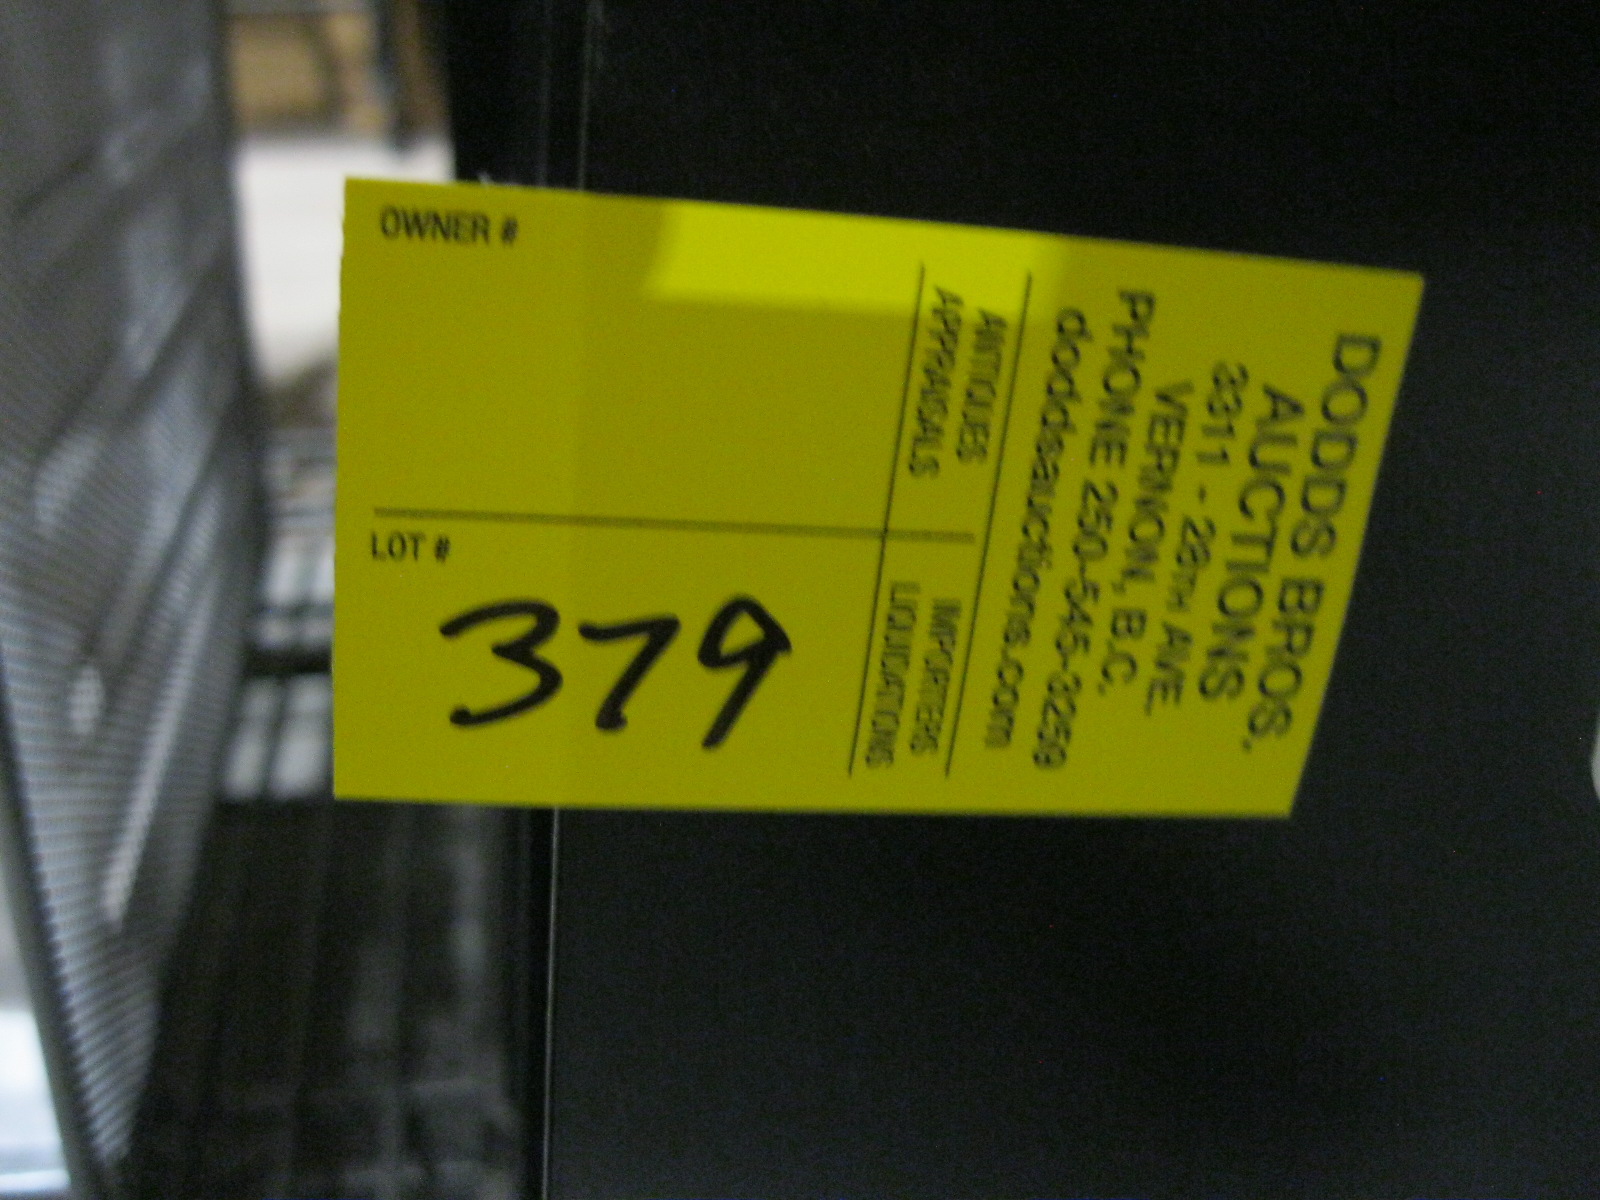 DODDS BROS.
AUCTIONS
3311 - 28TH AVE.
VERNON, B.C.
PHONE 250-545-3259
doddsauctions.com
ANTIQUES IMPORTERS
APPRAISALS LIQUIDATIONS
OWNER #
LOT #
379